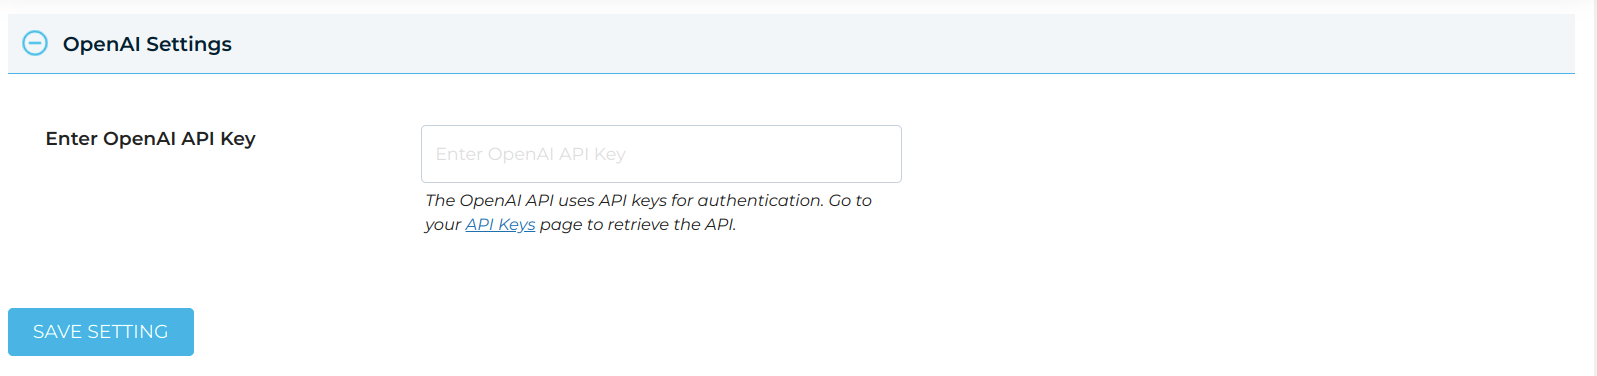 OpenAI Settings
Enter OpenAI API Key
Enter OpenAI API Key
The OpenAI API uses API keys for authentication. Go to
your API Keys page to retrieve the API.
SAVE SETTING